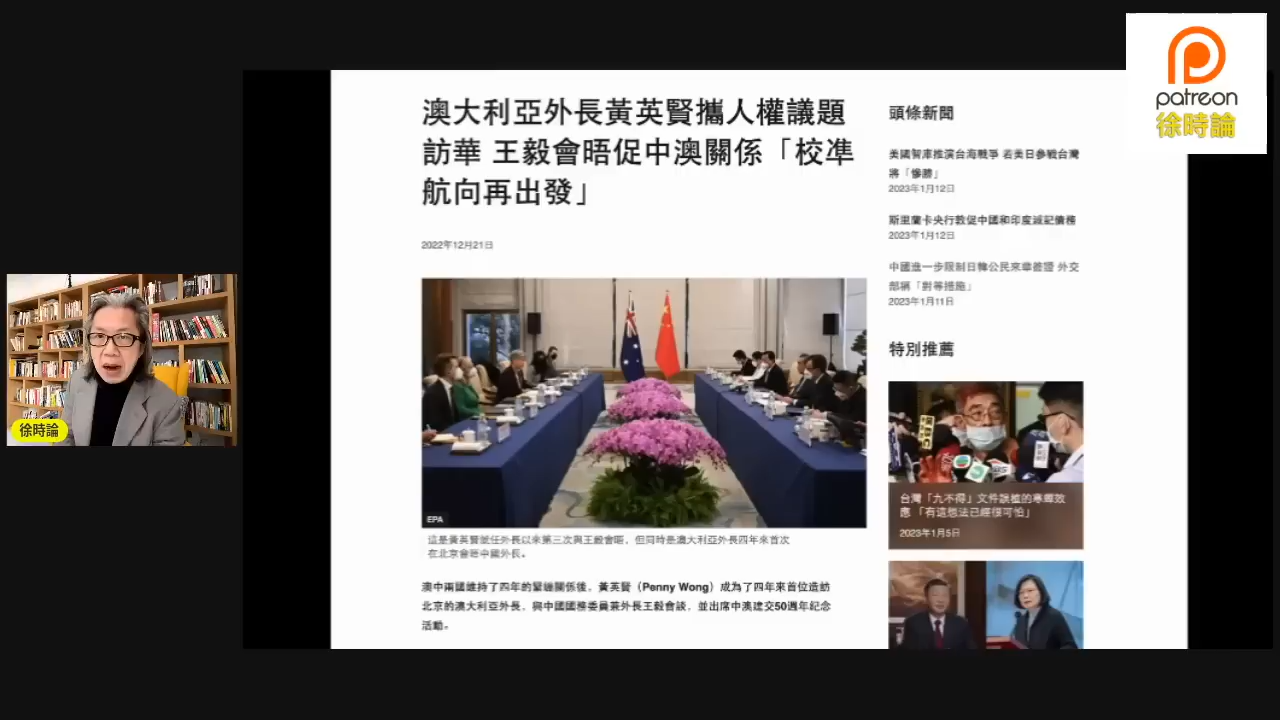 澳大利亞外長黃英賢攜人權議題
訪華 王毅會晤促中澳關係「校準
航向再出發」
2022年12月21日
EPA
這是黃英賢就任外長以來第三次與王毅會晤，但同時是澳大利亞外長四年來首次
在北京會晤中國外長。
澳中兩國維持了四年的緊繃關係後，黃英賢（Penny Wong）成為了四年來首位造訪
北京的澳大利亞外長，與中國國務委員兼外長王毅會談，並出席中澳建交50週年紀念
活動。
頭條新聞
美國智庫推演台海戰爭 若美日參戰台灣
將「慘勝」
2023年1月12日
斯里蘭卡央行敦促中國和印度減記債務
2023年1月12日
中國進一步限制日韓公民來華簽證 外交
部稱「對等措施」
2023年1月11日
特別推薦
台灣「九不得」文件誤植的寒蟬效
應 「有這想法已經很可怕」
2023年1月5日
patreon
徐時論
徐時論